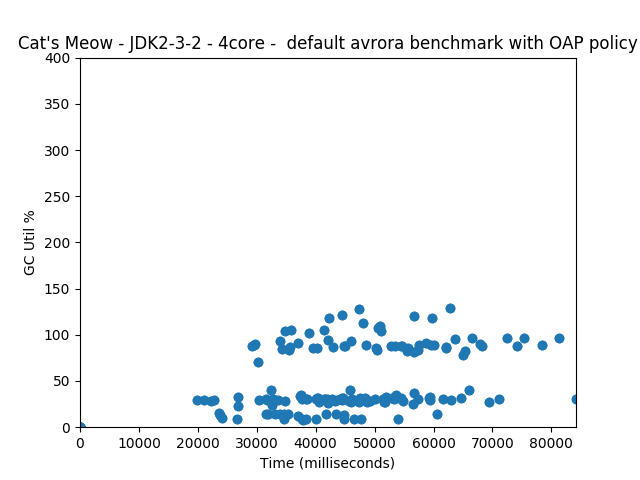 Cat's Meow - JDK2-3-2 - 4core -  default avrora benchmark with OAP policy
400
350
300
250
200
150
100
50
0
GC Util %
0 10000 20000 30000 40000 50000 60000 70000 80000
Time (milliseconds)